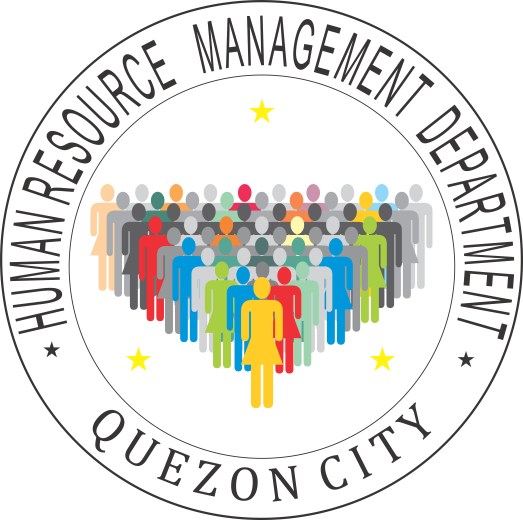 HUMAN RESOURCE MANAGEMENT DEPARTMENT
QUEZON CITY